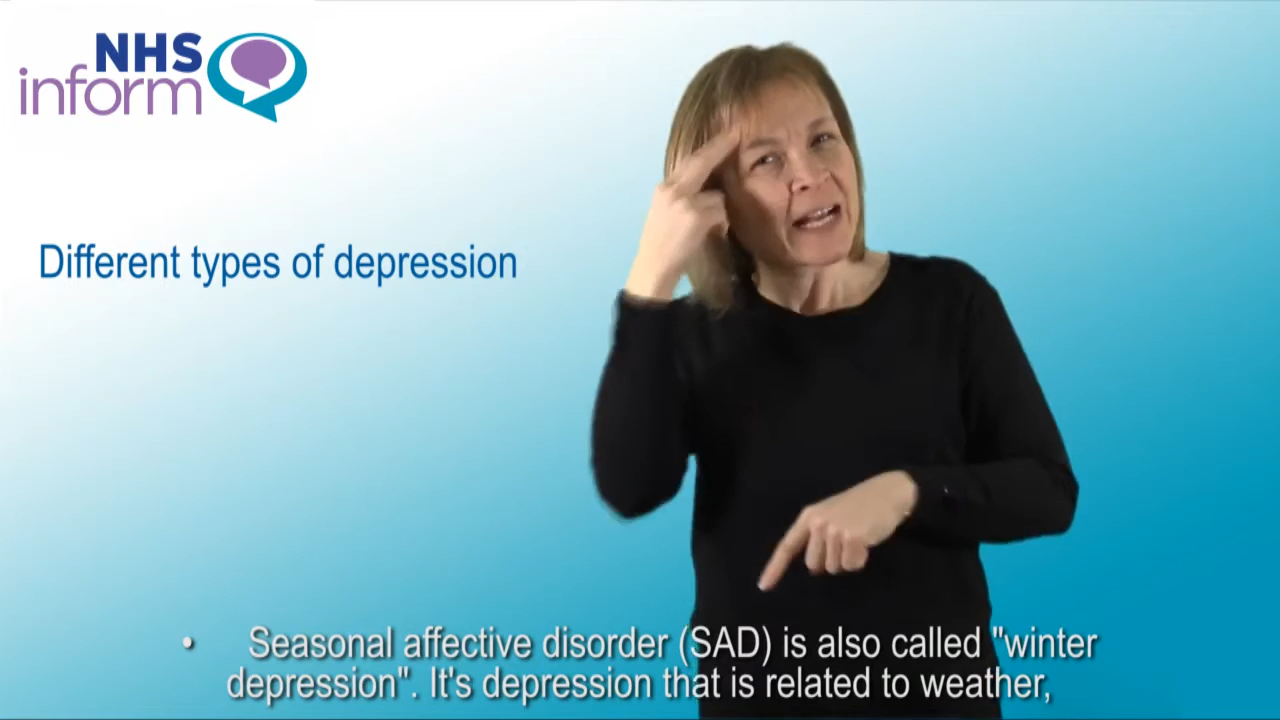 NHS
inform
Different types of depression
• Seasonal affective disorder (SAD) is also called "winter
depression". It's depression that is related to weather,